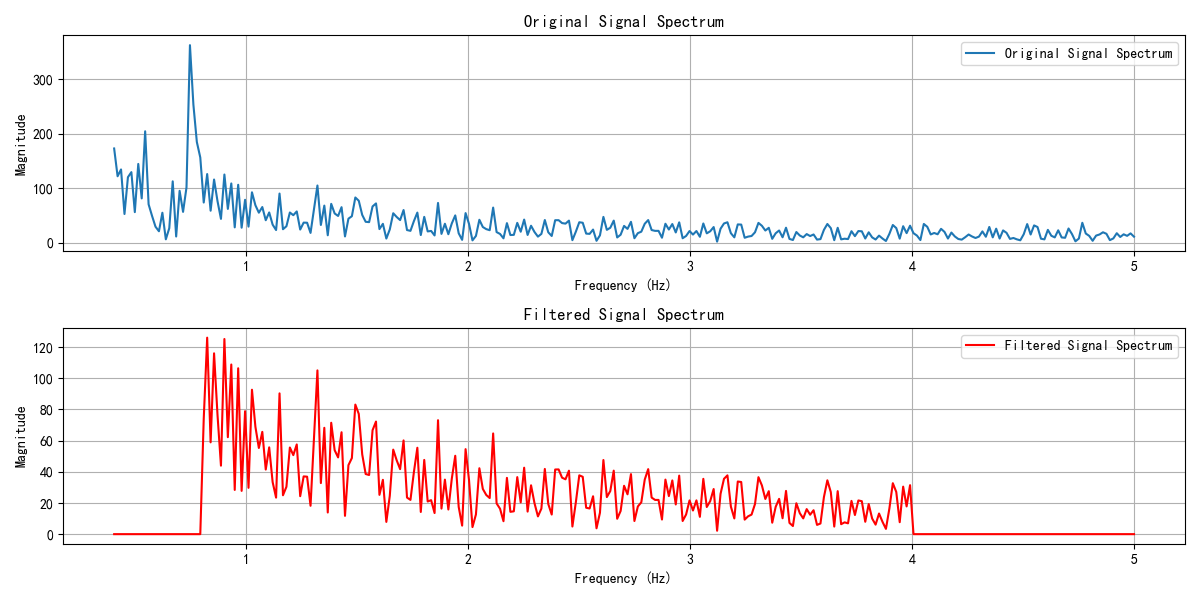 Original Signal Spectrum
Original Signal Spectrum
300
200
100
0
Magnitude
1 2 3 4 5
Frequency (Hz)
Filtered Signal Spectrum
Filtered Signal Spectrum
120
100
80
60
40
20
0
Magnitude
1 2 3 4 5
Frequency (Hz)